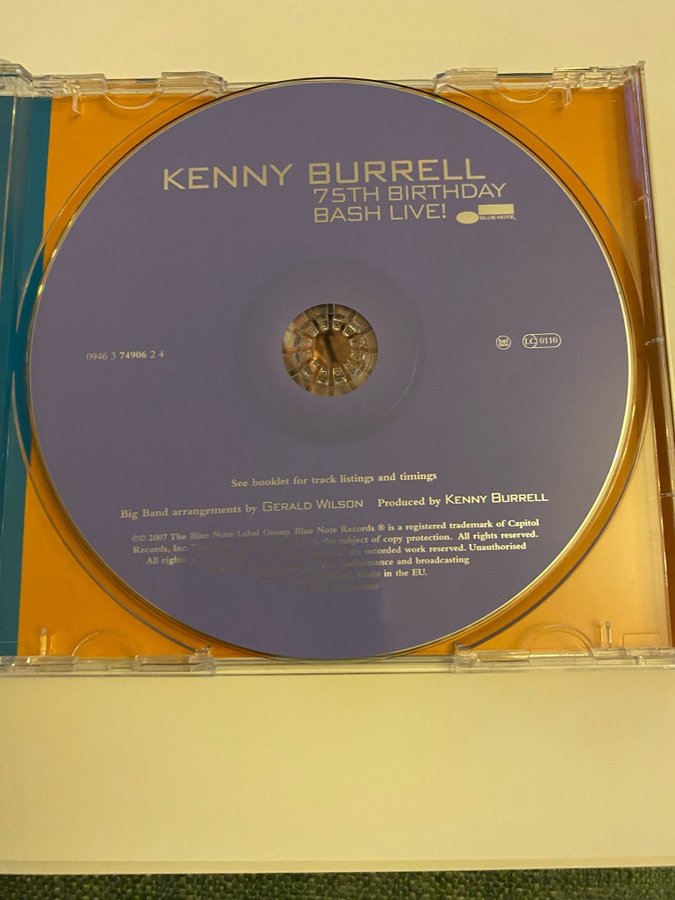 KENNY BURRELL
75TH BIRTHDAY
BASH LIVE!
BLUE NOTE
0946 3 74906 2 4
bel
BIEM
LC 0110
See booklet for track listings and timings
Big Band arrangements by GERALD WILSON Produced by KENNY BURRELL
℗© 2007 The Blue Note Label Group. Blue Note Records ® is a registered trademark of Capitol
Records, Inc. is the subject of copy protection. All rights reserved.
All rights of the recorded work reserved. Unauthorised
performance and broadcasting
Made in the EU.